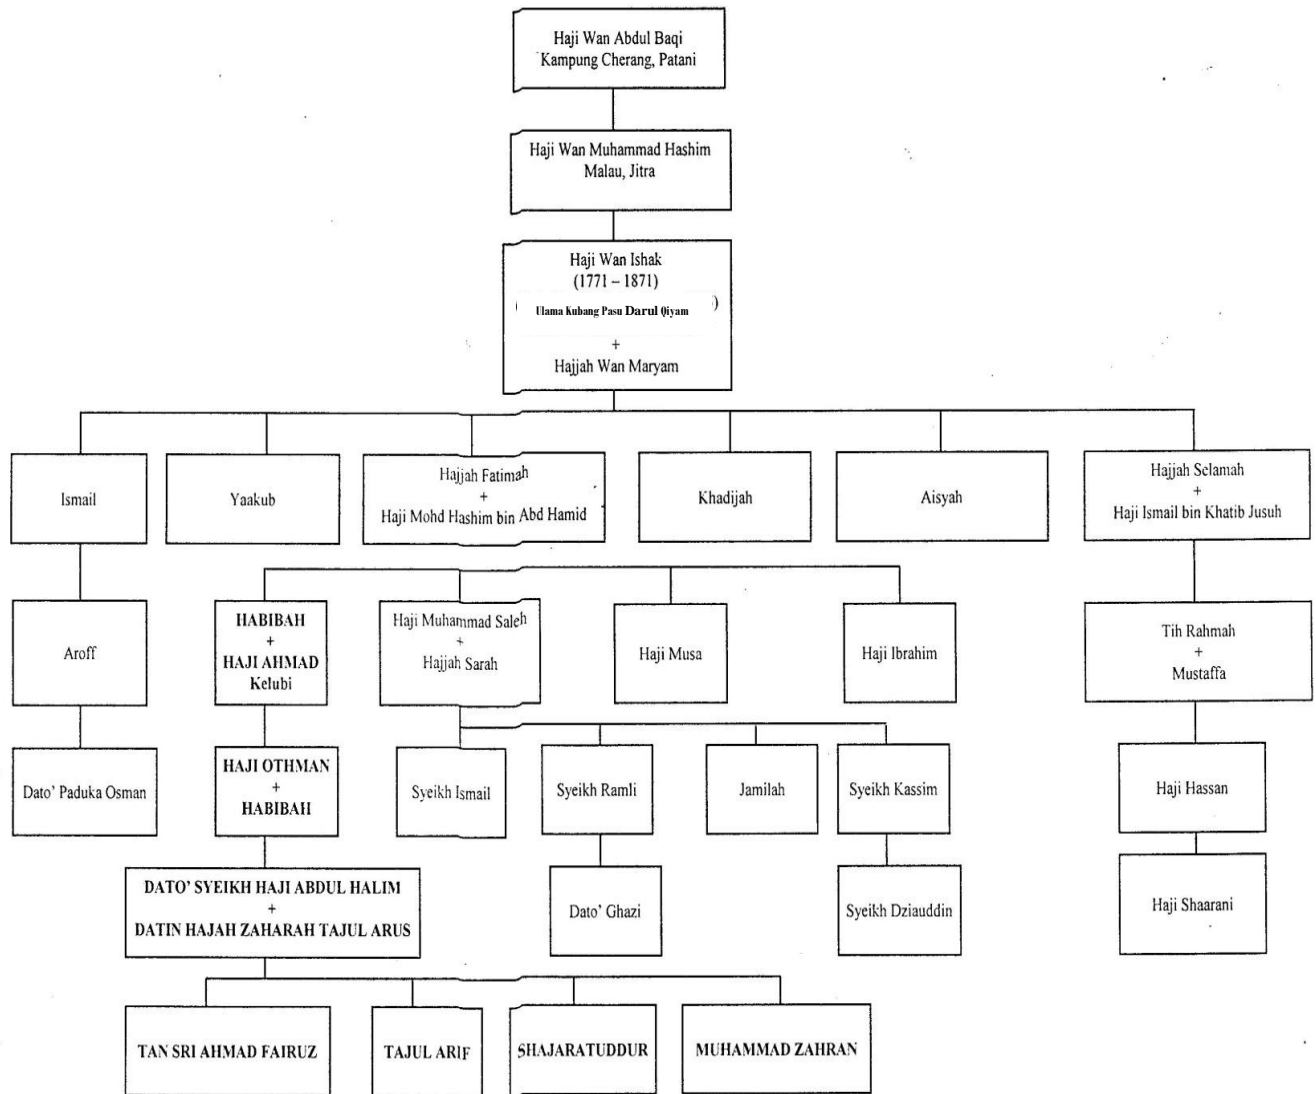 Haji Wan Abdul Baqi
Kampung Cherang, Patani
Haji Wan Muhammad Hashim
Malau, Jitra
Haji Wan Ishak
(1771 – 1871)
Ulama Kubang Pasu Darul Qiyam
+
Hajjah Wan Maryam
Ismail
Yaakub
Hajjah Fatimah
+
Haji Mohd Hashim bin Abd Hamid
Khadijah
Aisyah
Hajjah Selamah
+
Haji Ismail bin Khatib Jusuh
Aroff
HABIBAH
+
HAJI AHMAD
Kelubi
Haji Muhammad Saleh
+
Hajjah Sarah
Haji Musa
Haji Ibrahim
Tih Rahmah
+
Mustaffa
Dato' Paduka Osman
HAJI OTHMAN
+
HABIBAH
Syeikh Ismail
Syeikh Ramli
Jamilah
Syeikh Kassim
Haji Hassan
DATO' SYEIKH HAJI ABDUL HALIM
+
DATIN HAJAH ZAHARAH TAJUL ARUS
Dato' Ghazi
Syeikh Dziauddin
Haji Shaarani
TAN SRI AHMAD FAIRUZ
TAJUL ARIF
SHAJARATUDDUR
MUHAMMAD ZAHRAN